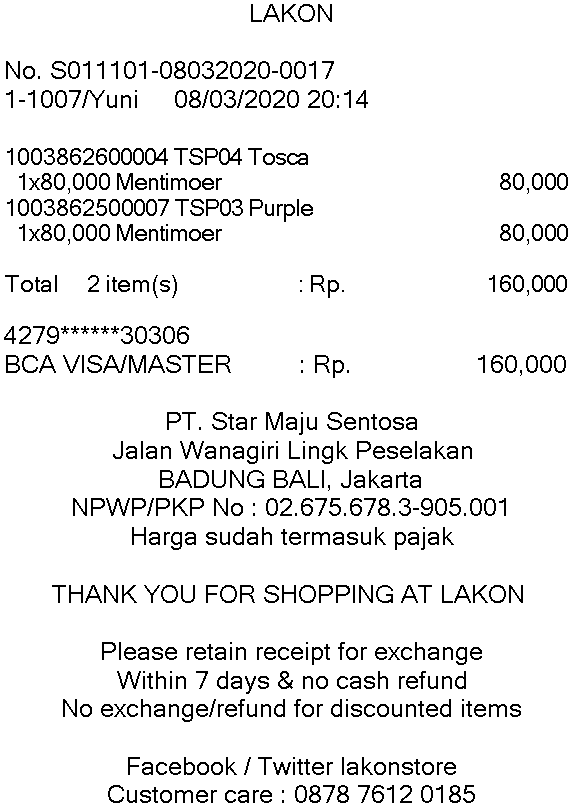 LAKON
No. S011101-08032020-0017
1-1007/Yuni 08/03/2020 20:14
1003862600004 TSP04 Tosca
1x80,000 Mentimoer 80,000
1003862500007 TSP03 Purple
1x80,000 Mentimoer 80,000
Total 2 item(s) : Rp. 160,000
4279******30306
BCA VISA/MASTER : Rp. 160,000
PT. Star Maju Sentosa
Jalan Wanagiri Lingk Peselakan
BADUNG BALI, Jakarta
NPWP/PKP No : 02.675.678.3-905.001
Harga sudah termasuk pajak
THANK YOU FOR SHOPPING AT LAKON
Please retain receipt for exchange
Within 7 days & no cash refund
No exchange/refund for discounted items
Facebook / Twitter lakonstore
Customer care : 0878 7612 0185